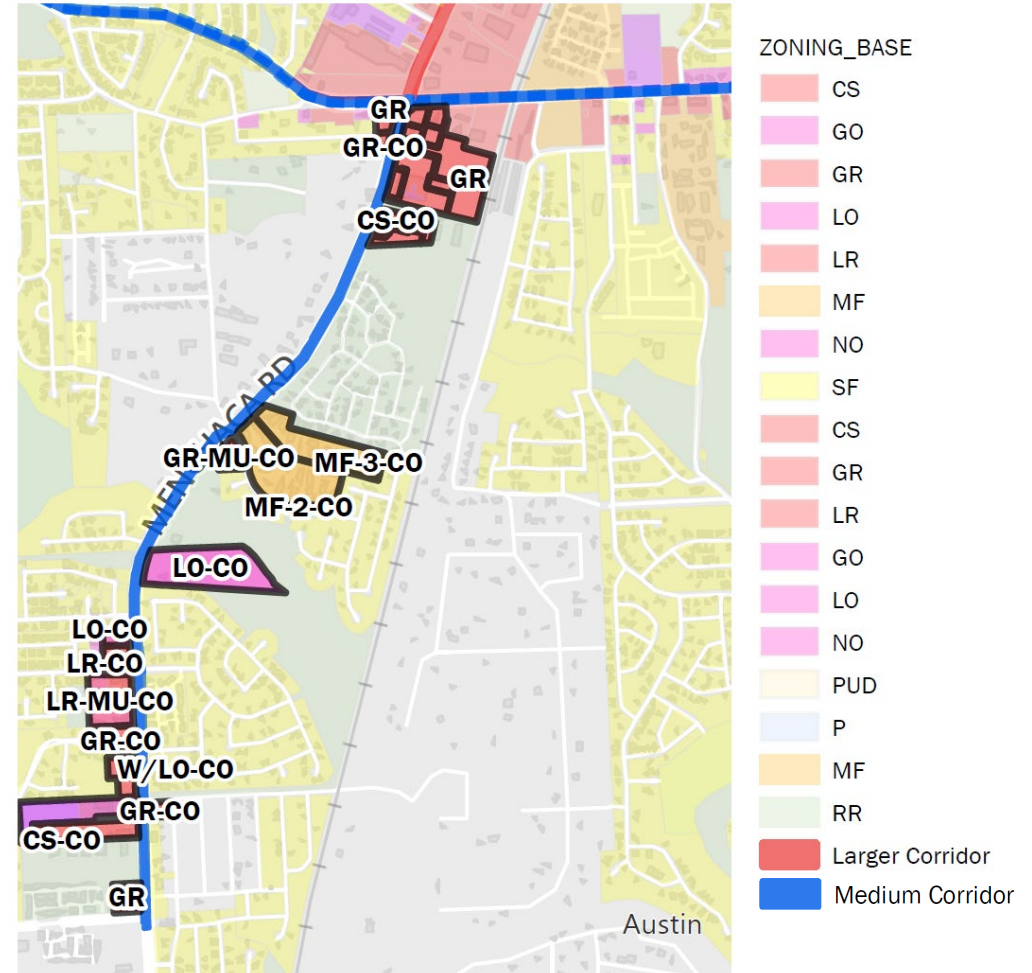 GR
GR-CO
GR
CS-CO
MENCHACA RD
GR-MU-CO
MF-3-CO
MF-2-CO
LO-CO
LO-CO
LR-CO
LR-MU-CO
GR-CO
W/LO-CO
GR-CO
CS-CO
GR
Austin
ZONING_BASE
CS
GO
GR
LO
LR
MF
NO
SF
CS
GR
LR
GO
LO
NO
PUD
P
MF
RR
Larger Corridor
Medium Corridor